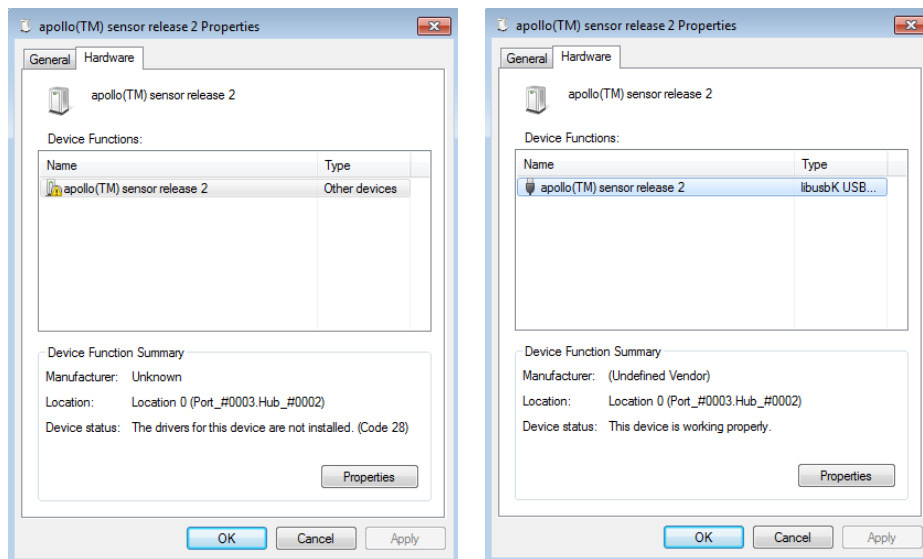 apollo(TM) sensor release 2 Properties
General Hardware
apollo(TM) sensor release 2
Device Functions:
Name Type
apollo(TM) sensor release 2 Other devices
Device Function Summary
Manufacturer: Unknown
Location: Location 0 (Port_#0003.Hub_#0002)
Device status: The drivers for this device are not installed. (Code 28)
Properties
OK Cancel Apply
apollo(TM) sensor release 2 Properties
General Hardware
apollo(TM) sensor release 2
Device Functions:
Name Type
apollo(TM) sensor release 2 libusbK USB...
Device Function Summary
Manufacturer: (Undefined Vendor)
Location: Location 0 (Port_#0003.Hub_#0002)
Device status: This device is working properly.
Properties
OK Cancel Apply